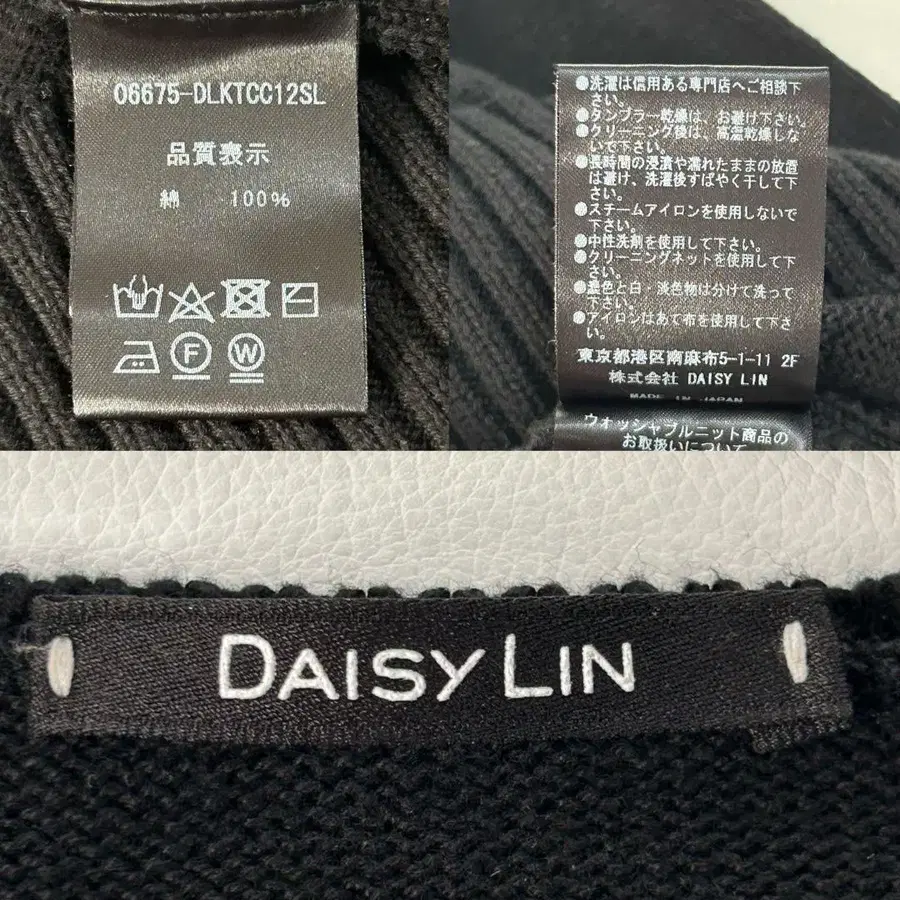 06675-DLKTCC12SL
品質表示
綿 100%
F
W
●洗濯は信用ある専門店へご相談下
さい。
●タンブラー乾燥は、お避け下さい。
●クリーニング後は、高温乾燥しな
いで下さい。
●長時間の浸漬や濡れたままの放置
は避け、洗濯後すばやく干して下
さい。
●スチームアイロンを使用しないで
下さい。
●中性洗剤を使用して下さい。
●クリーニングネットを使用して下
さい。
●濃色と白・淡色物は分けて洗って
下さい。
●アイロンはあて布を使用して下さ
い。
東京都港区南麻布5-1-11 2F
株式会社 DAISY LIN
MADE IN JAPAN
ウォッシャブルニット商品の
お取扱いについて
DAISY LIN